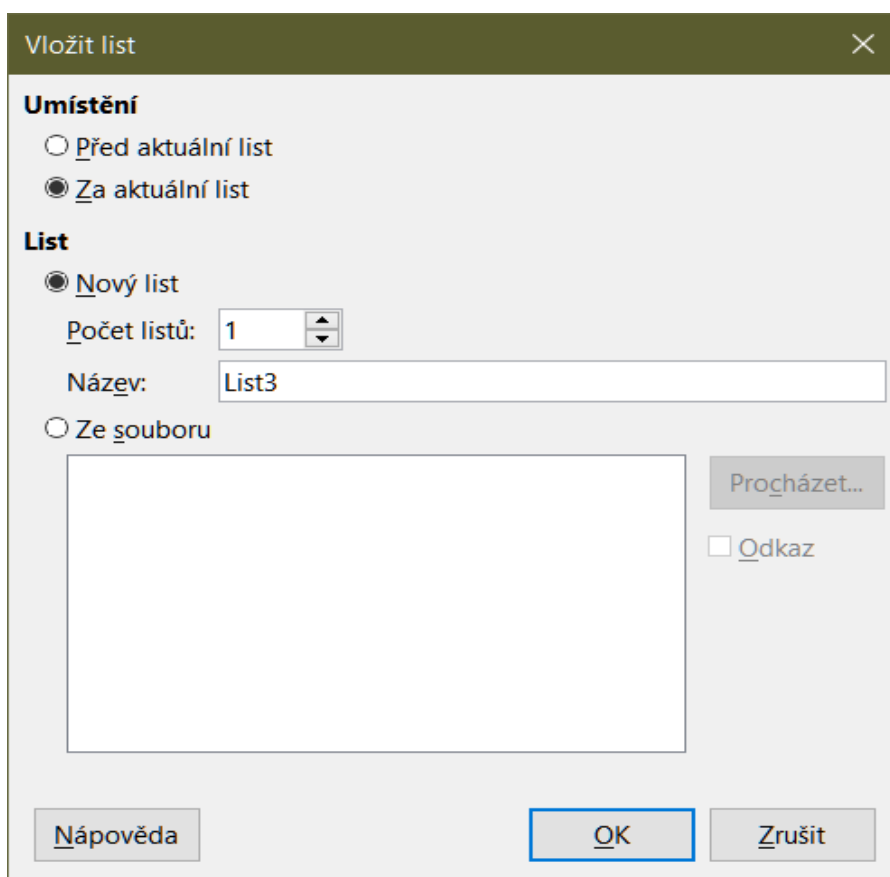 Vložit list
Umístění
Před aktuální list
Za aktuální list
List
Nový list
Počet listů: 1
Název: List3
Ze souboru
Procházet...
Odkaz
Nápověda OK Zrušit